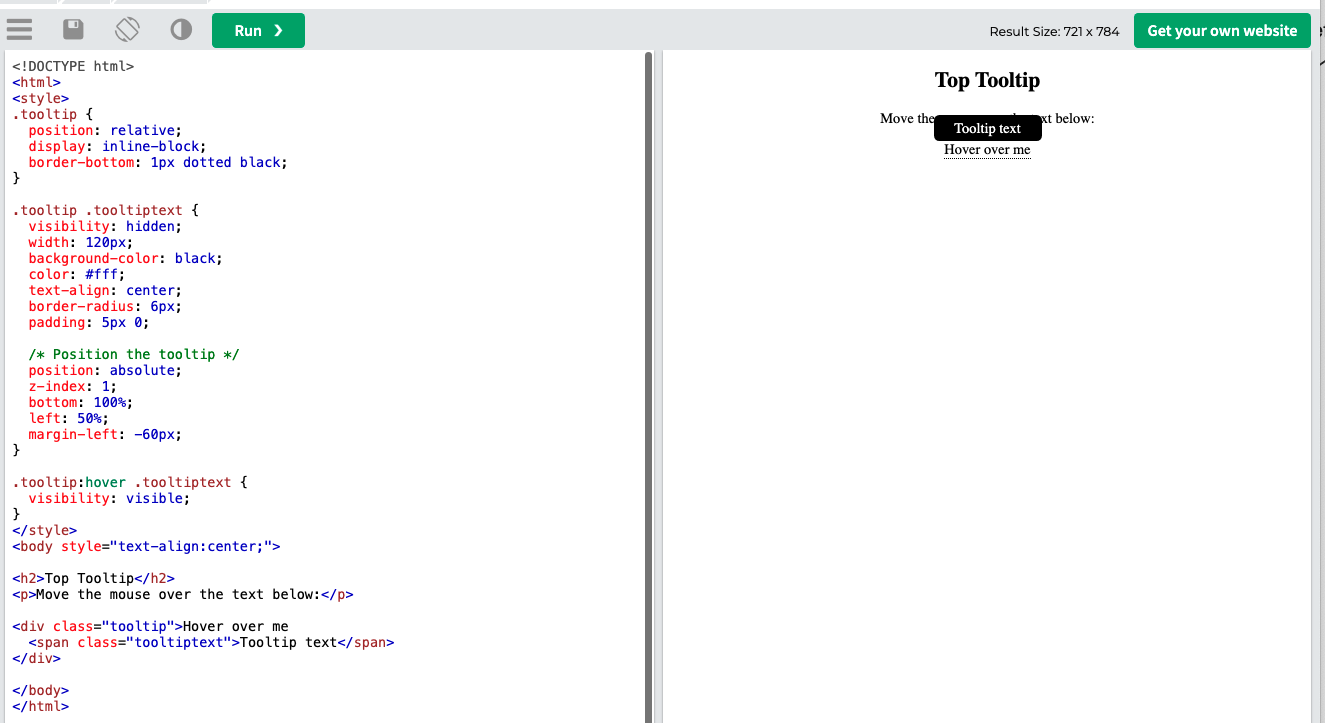 Run ❯
Result Size: 721 x 784
Get your own website
<!DOCTYPE html>
<html>
<style>
.tooltip {
  position: relative;
  display: inline-block;
  border-bottom: 1px dotted black;
}

.tooltip .tooltiptext {
  visibility: hidden;
  width: 120px;
  background-color: black;
  color: #fff;
  text-align: center;
  border-radius: 6px;
  padding: 5px 0;

  /* Position the tooltip */
  position: absolute;
  z-index: 1;
  bottom: 100%;
  left: 50%;
  margin-left: -60px;
}

.tooltip:hover .tooltiptext {
  visibility: visible;
}
</style>
<body style="text-align:center;">

<h2>Top Tooltip</h2>
<p>Move the mouse over the text below:</p>

<div class="tooltip">Hover over me
  <span class="tooltiptext">Tooltip text</span>
</div>

</body>
</html>
Top Tooltip
Move the below:
Tooltip text
Hover over me